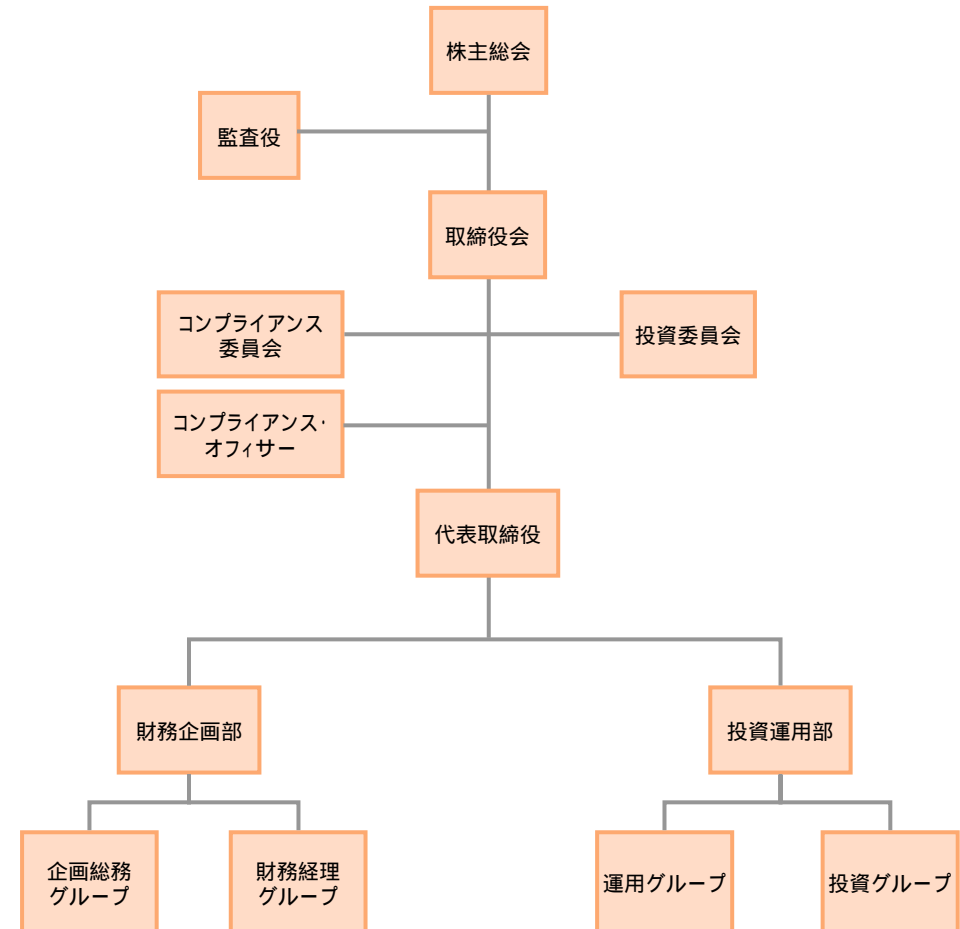 株主総会
監査役
取締役会
コンプライアンス
委員会
投資委員会
コンプライアンス・
オフィサー
代表取締役
財務企画部
投資運用部
企画総務
グループ
財務経理
グループ
運用グループ
投資グループ